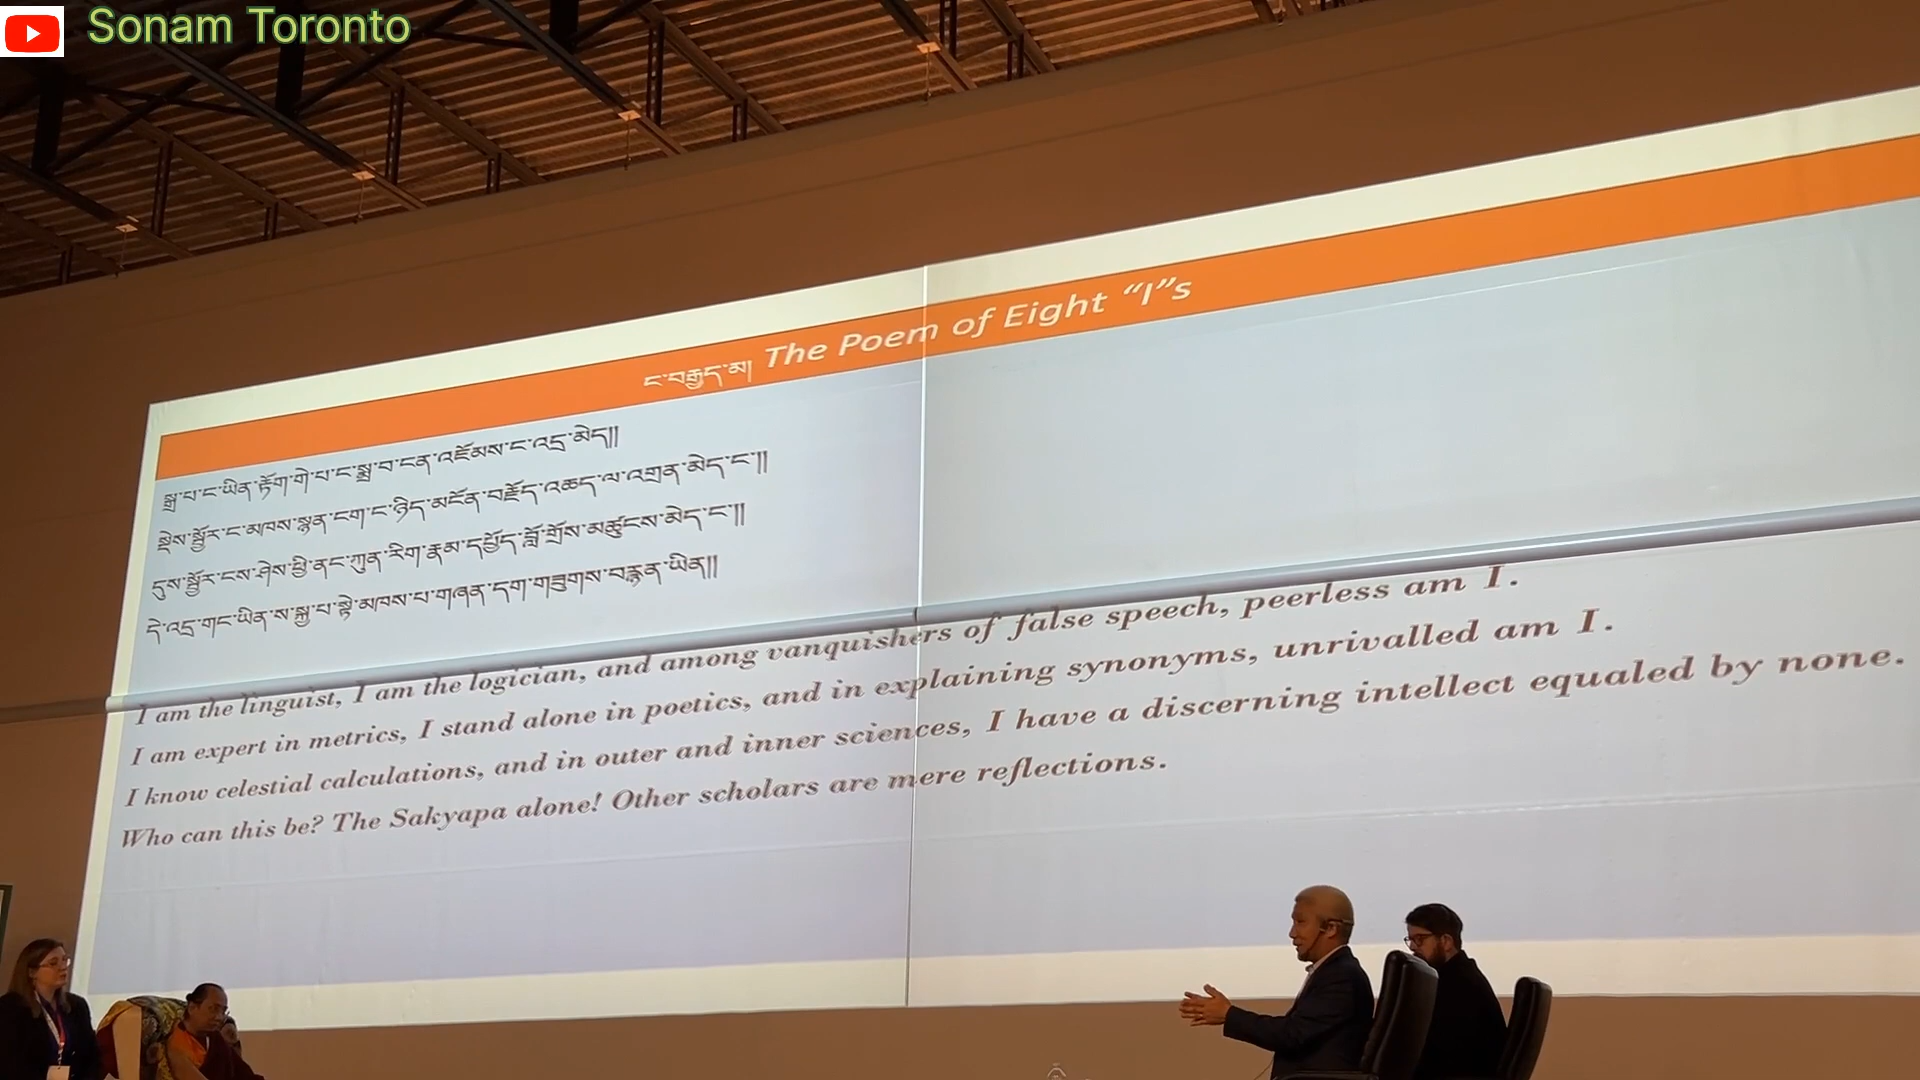 Sonam Toronto
ང་བརྒྱད་མ། The Poem of Eight “I”s
སྒྲ་པ་ང་ཡིན་རྟོག་གེ་པ་ང་སྨྲ་བ་ངན་འཇོམས་ང་འདྲ་མེད།།
སྡེབ་སྦྱོར་ང་མཁས་སྙན་ངག་ང་ཉིད་མངོན་བརྗོད་འཆད་ལ་འགྲན་མེད་ང་།།
དུས་སྦྱོར་ངས་ཤེས་ཕྱི་ནང་ཀུན་རིག་རྣམ་དཔྱོད་བློ་གྲོས་མཚུངས་མེད་ང་།།
དེ་འདྲ་གང་ཡིན་ས་སྐྱ་པ་སྟེ་མཁས་པ་གཞན་དག་གཟུགས་བརྙན་ཡིན།།
I am the linguist, I am the logician, and among vanquishers of false speech, peerless am I.
I am expert in metrics, I stand alone in poetics, and in explaining synonyms, unrivalled am I.
I know celestial calculations, and in outer and inner sciences, I have a discerning intellect equaled by none.
Who can this be? The Sakyapa alone! Other scholars are mere reflections.